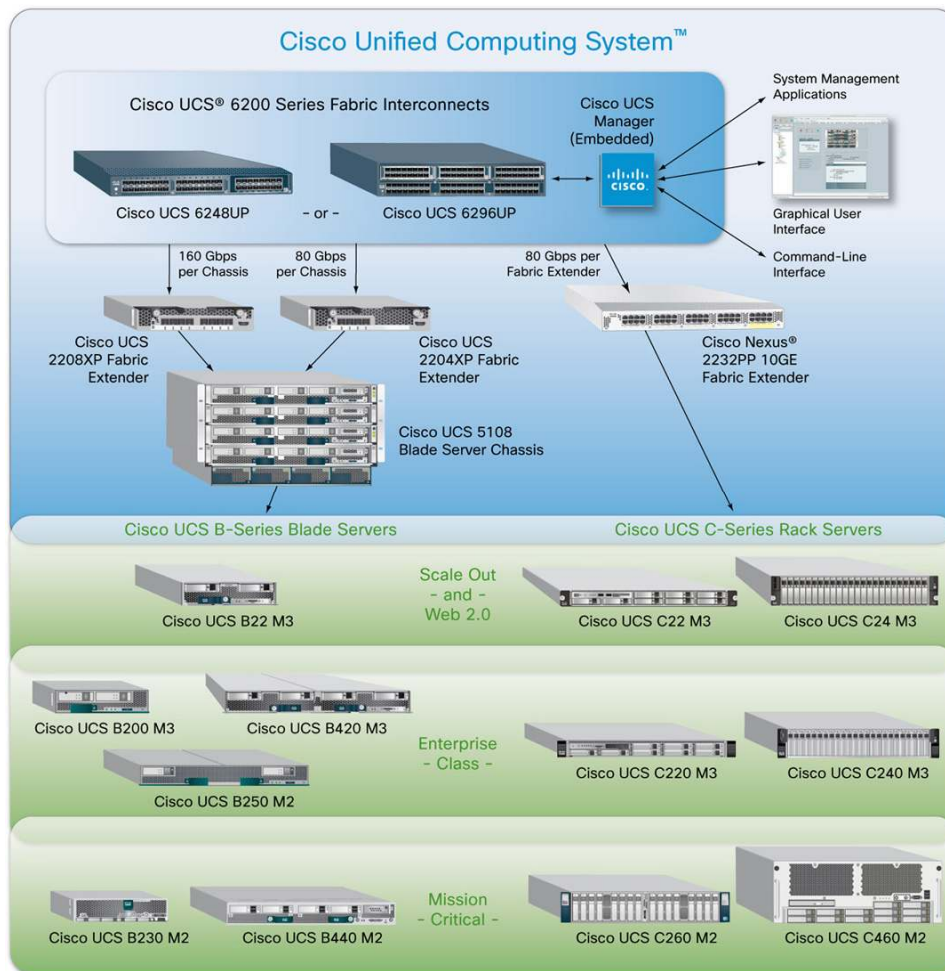 Cisco Unified Computing System™
Cisco UCS® 6200 Series Fabric Interconnects
Cisco UCS
Manager
(Embedded)
System Management
Applications
CISCO.
Cisco UCS 6248UP
- or -
Cisco UCS 6296UP
Graphical User
Interface
Command-Line
Interface
160 Gbps
per Chassis
80 Gbps
per Chassis
80 Gbps per
Fabric Extender
Cisco UCS
2208XP Fabric
Extender
Cisco UCS
2204XP Fabric
Extender
Cisco Nexus®
2232PP 10GE
Fabric Extender
Cisco UCS 5108
Blade Server Chassis
Cisco UCS B-Series Blade Servers
Cisco UCS C-Series Rack Servers
Scale Out
- and -
Web 2.0
Cisco UCS B22 M3
Cisco UCS C22 M3
Cisco UCS C24 M3
Cisco UCS B200 M3
Cisco UCS B420 M3
Cisco UCS B250 M2
Enterprise
- Class -
Cisco UCS C220 M3
Cisco UCS C240 M3
Mission
- Critical -
Cisco UCS B230 M2
Cisco UCS B440 M2
Cisco UCS C260 M2
Cisco UCS C460 M2